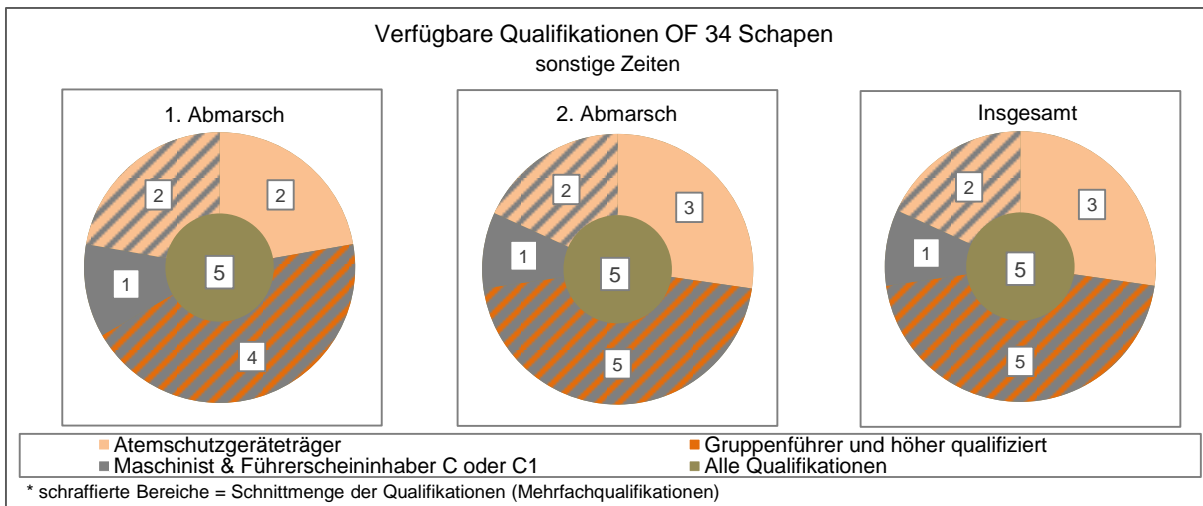 Verfügbare Qualifikationen OF 34 Schapen
sonstige Zeiten
1. Abmarsch
2
2
5
1
4
2. Abmarsch
2
3
1
5
5
Insgesamt
2
3
1
5
5
Atemschutzgeräteträger
Gruppenführer und höher qualifiziert
Maschinist & Führerscheininhaber C oder C1
Alle Qualifikationen
* schraffierte Bereiche = Schnittmenge der Qualifikationen (Mehrfachqualifikationen)